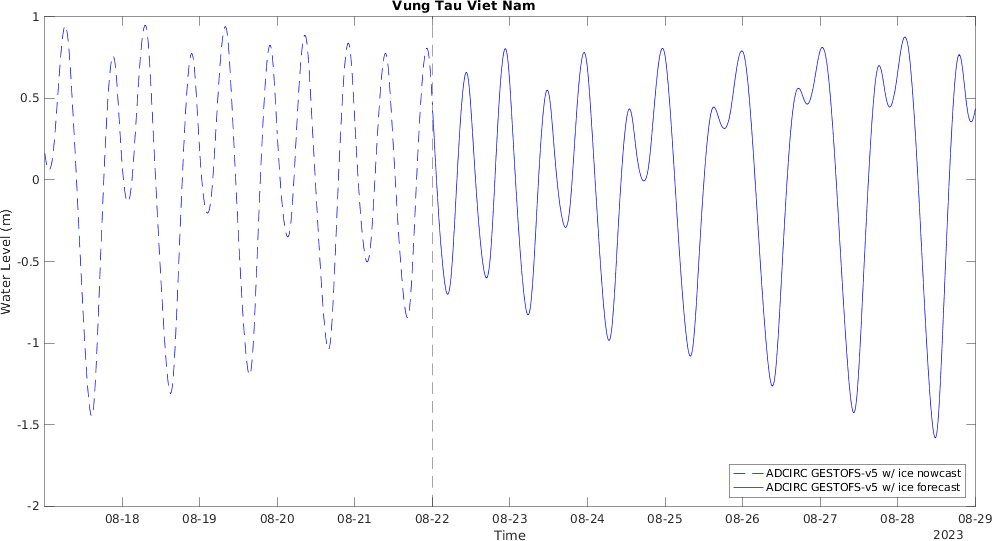 Vung Tau Viet Nam
1
0.5
0
-0.5
-1
-1.5
-2
Water Level (m)
ADCIRC GESTOFS-v5 w/ ice nowcast
ADCIRC GESTOFS-v5 w/ ice forecast
08-18 08-19 08-20 08-21 08-22 08-23 08-24 08-25 08-26 08-27 08-28 08-29
Time
2023